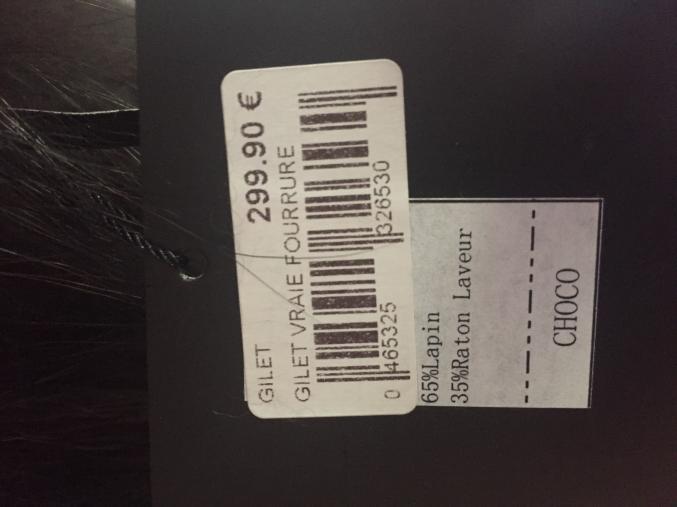 GILET 299.90 €
GILET VRAIE FOURRURE
0 465325 326530
65%Lapin
35%Raton Laveur
CHOCO